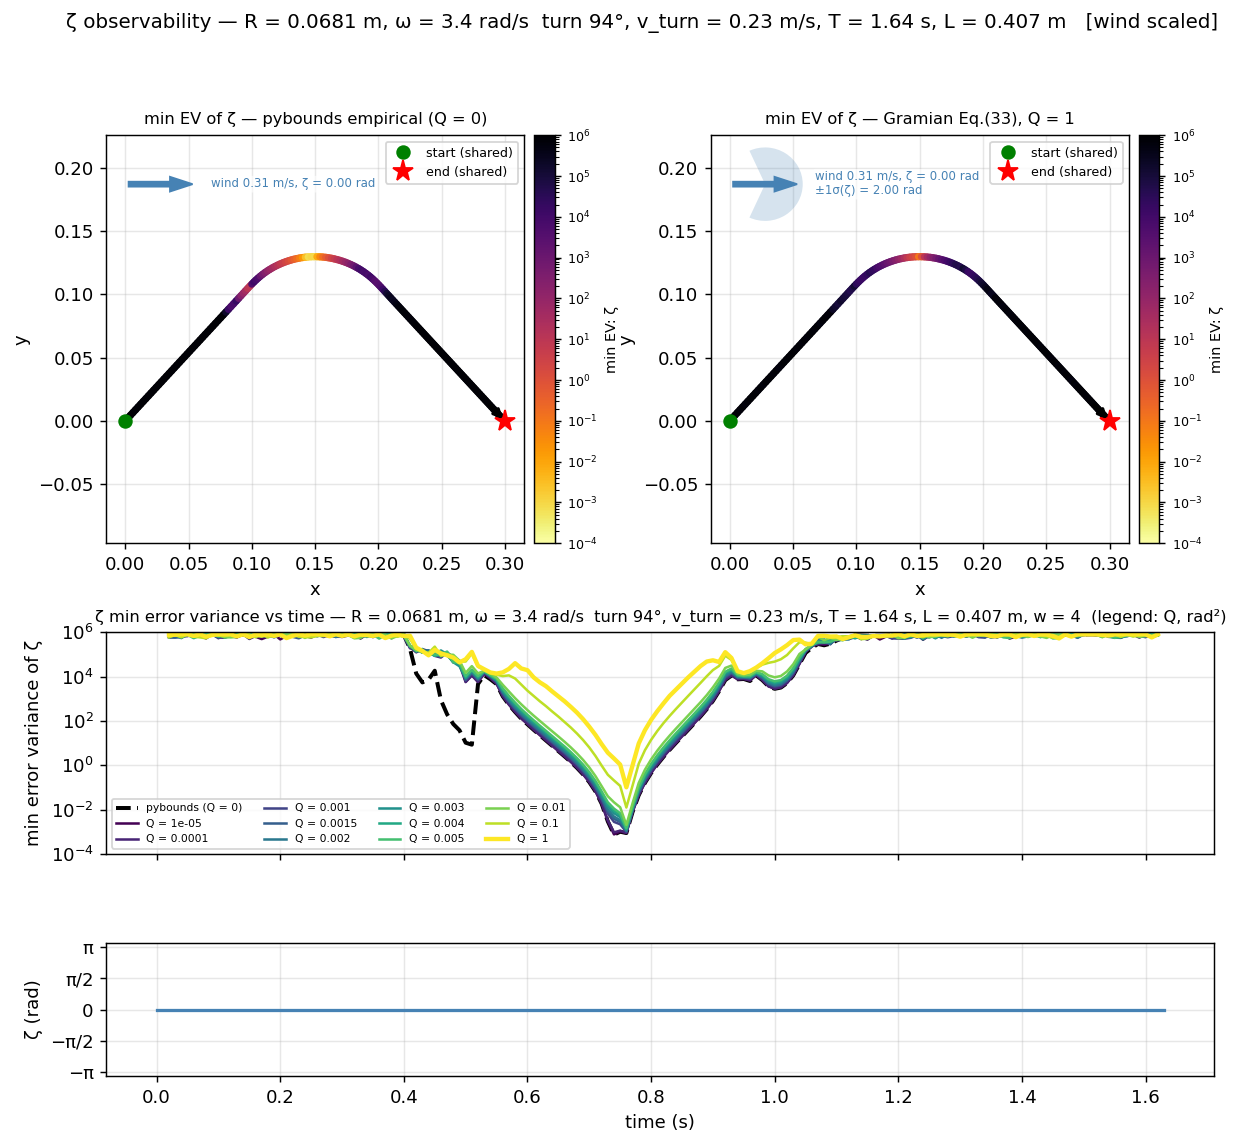 ζ observability — R = 0.0681 m, ω = 3.4 rad/s  turn 94°, v_turn = 0.23 m/s, T = 1.64 s, L = 0.407 m   [wind scaled]
min EV of ζ — pybounds empirical (Q = 0)
start (shared)
end (shared)
wind 0.31 m/s, ζ = 0.00 rad
0.20
0.15
0.10
0.05
0.00
−0.05
y
0.00 0.05 0.10 0.15 0.20 0.25 0.30
x
10⁶
10⁵
10⁴
10³
10²
10¹
10⁰
10⁻¹
10⁻²
10⁻³
10⁻⁴
min EV: ζ
min EV of ζ — Gramian Eq.(33), Q = 1
start (shared)
end (shared)
wind 0.31 m/s, ζ = 0.00 rad
±1σ(ζ) = 2.00 rad
0.20
0.15
0.10
0.05
0.00
−0.05
y
0.00 0.05 0.10 0.15 0.20 0.25 0.30
x
10⁶
10⁵
10⁴
10³
10²
10¹
10⁰
10⁻¹
10⁻²
10⁻³
10⁻⁴
min EV: ζ
ζ min error variance vs time — R = 0.0681 m, ω = 3.4 rad/s  turn 94°, v_turn = 0.23 m/s, T = 1.64 s, L = 0.407 m, w = 4  (legend: Q, rad²)
10⁶
10⁴
10²
10⁰
10⁻²
10⁻⁴
min error variance of ζ
pybounds (Q = 0)
Q = 1e-05
Q = 0.0001
Q = 0.001
Q = 0.0015
Q = 0.002
Q = 0.003
Q = 0.004
Q = 0.005
Q = 0.01
Q = 0.1
Q = 1
π
π/2
0
−π/2
−π
ζ (rad)
0.0 0.2 0.4 0.6 0.8 1.0 1.2 1.4 1.6
time (s)